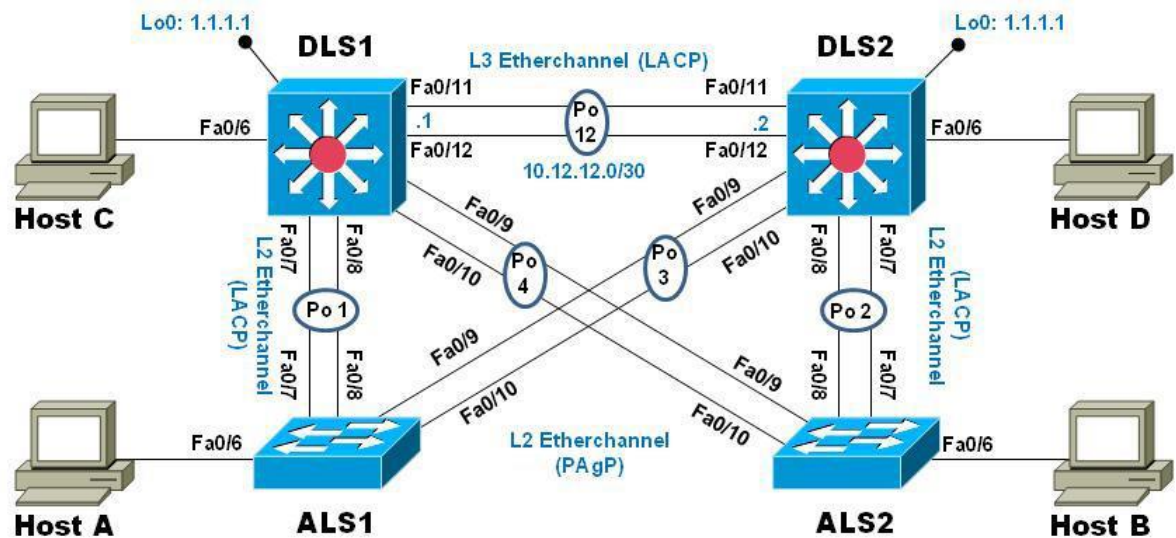 Lo0: 1.1.1.1
Lo0: 1.1.1.1
DLS1
DLS2
L3 Etherchannel (LACP)
Fa0/11
Fa0/11
Fa0/6
.1
Po
12
.2
Fa0/6
Fa0/12
Fa0/12
10.12.12.0/30
Host C
Host D
Fa0/9
Fa0/9
Fa0/10
Fa0/10
Fa0/7
Fa0/8
Fa0/8
Fa0/7
L2 Etherchannel
(LACP)
Po
4
Po
3
L2 Etherchannel
(LACP)
Po 1
Po 2
Fa0/7
Fa0/8
Fa0/9
Fa0/10
Fa0/9
Fa0/10
Fa0/8
Fa0/7
L2 Etherchannel
(PAgP)
Fa0/6
Fa0/6
Host A
ALS1
ALS2
Host B